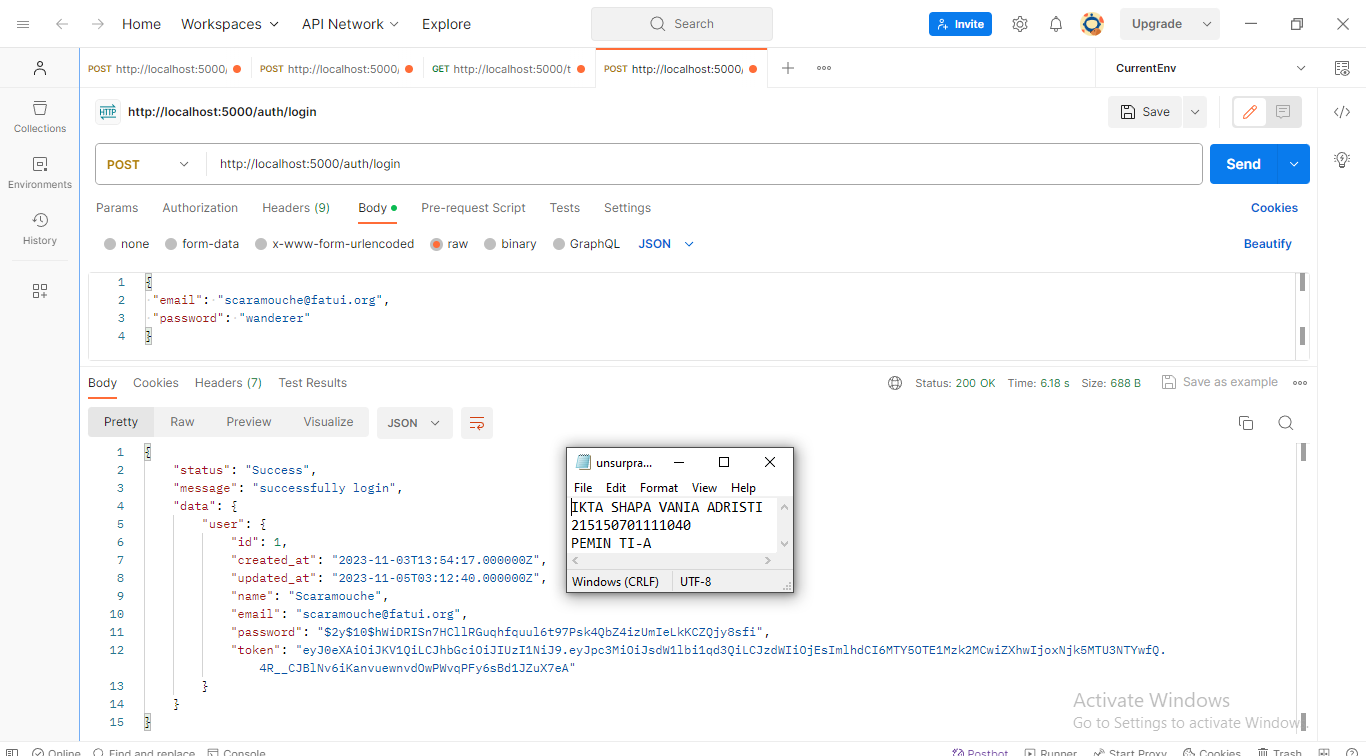 Home Workspaces API Network Explore Search Invite Upgrade
POST http://localhost:5000/ POST http://localhost:5000/ GET http://localhost:5000/t POST http://localhost:5000/ CurrentEnv
HTTP http://localhost:5000/auth/login Save
Collections
Environments
History
POST http://localhost:5000/auth/login Send
Params Authorization Headers (9) Body Pre-request Script Tests Settings Cookies
none form-data x-www-form-urlencoded raw binary GraphQL JSON Beautify
1 {
2 "email": "scaramouche@fatui.org",
3 "password": "wanderer"
4 }
Body Cookies Headers (7) Test Results Status: 200 OK Time: 6.18 s Size: 688 B Save as example
Pretty Raw Preview Visualize JSON
1 {
2 "status": "Success",
3 "message": "successfully login",
4 "data": {
5 "user": {
6 "id": 1,
7 "created_at": "2023-11-03T13:54:17.000000Z",
8 "updated_at": "2023-11-05T03:12:40.000000Z",
9 "name": "Scaramouche",
10 "email": "scaramouche@fatui.org",
11 "password": "$2y$10$hWiDRISn7HCllRGuqhfquul6t97Psk4QbZ4izUmIeLkKCZQjy8sfi",
12 "token": "eyJ0eXAiOiJKV1QiLCJhbGciOiJIUzI1NiJ9.eyJpc3MiOiJsdW1lbi1qd3QiLCJzdWIiOjEsImlhdCI6MTY5OTE1Mzk2MCwiZXhwIjoxNjk5MTU3NTYwfQ.
4R__CJBlNv6iKanvuewnvdOwPWvqPFy6sBd1JZuX7eA"
13 }
14 }
15 }
unsurpra...
File Edit Format View Help
IKTA SHAPA VANIA ADRISTI
215150701111040
PEMIN TI-A
Windows (CRLF) UTF-8
Activate Windows
Go to Settings to activate Windows.
Online Find and replace Console Postbot Runner Start Proxy Cookies Trash